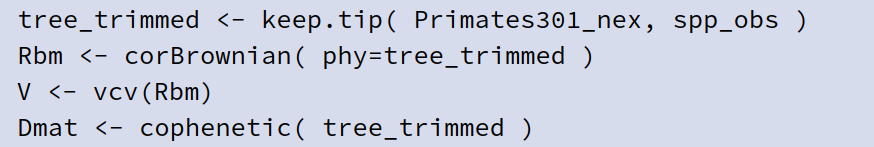 tree_trimmed <- keep.tip( Primates301_nex, spp_obs )
Rbm <- corBrownian( phy=tree_trimmed )
V <- vcv(Rbm)
Dmat <- cophenetic( tree_trimmed )